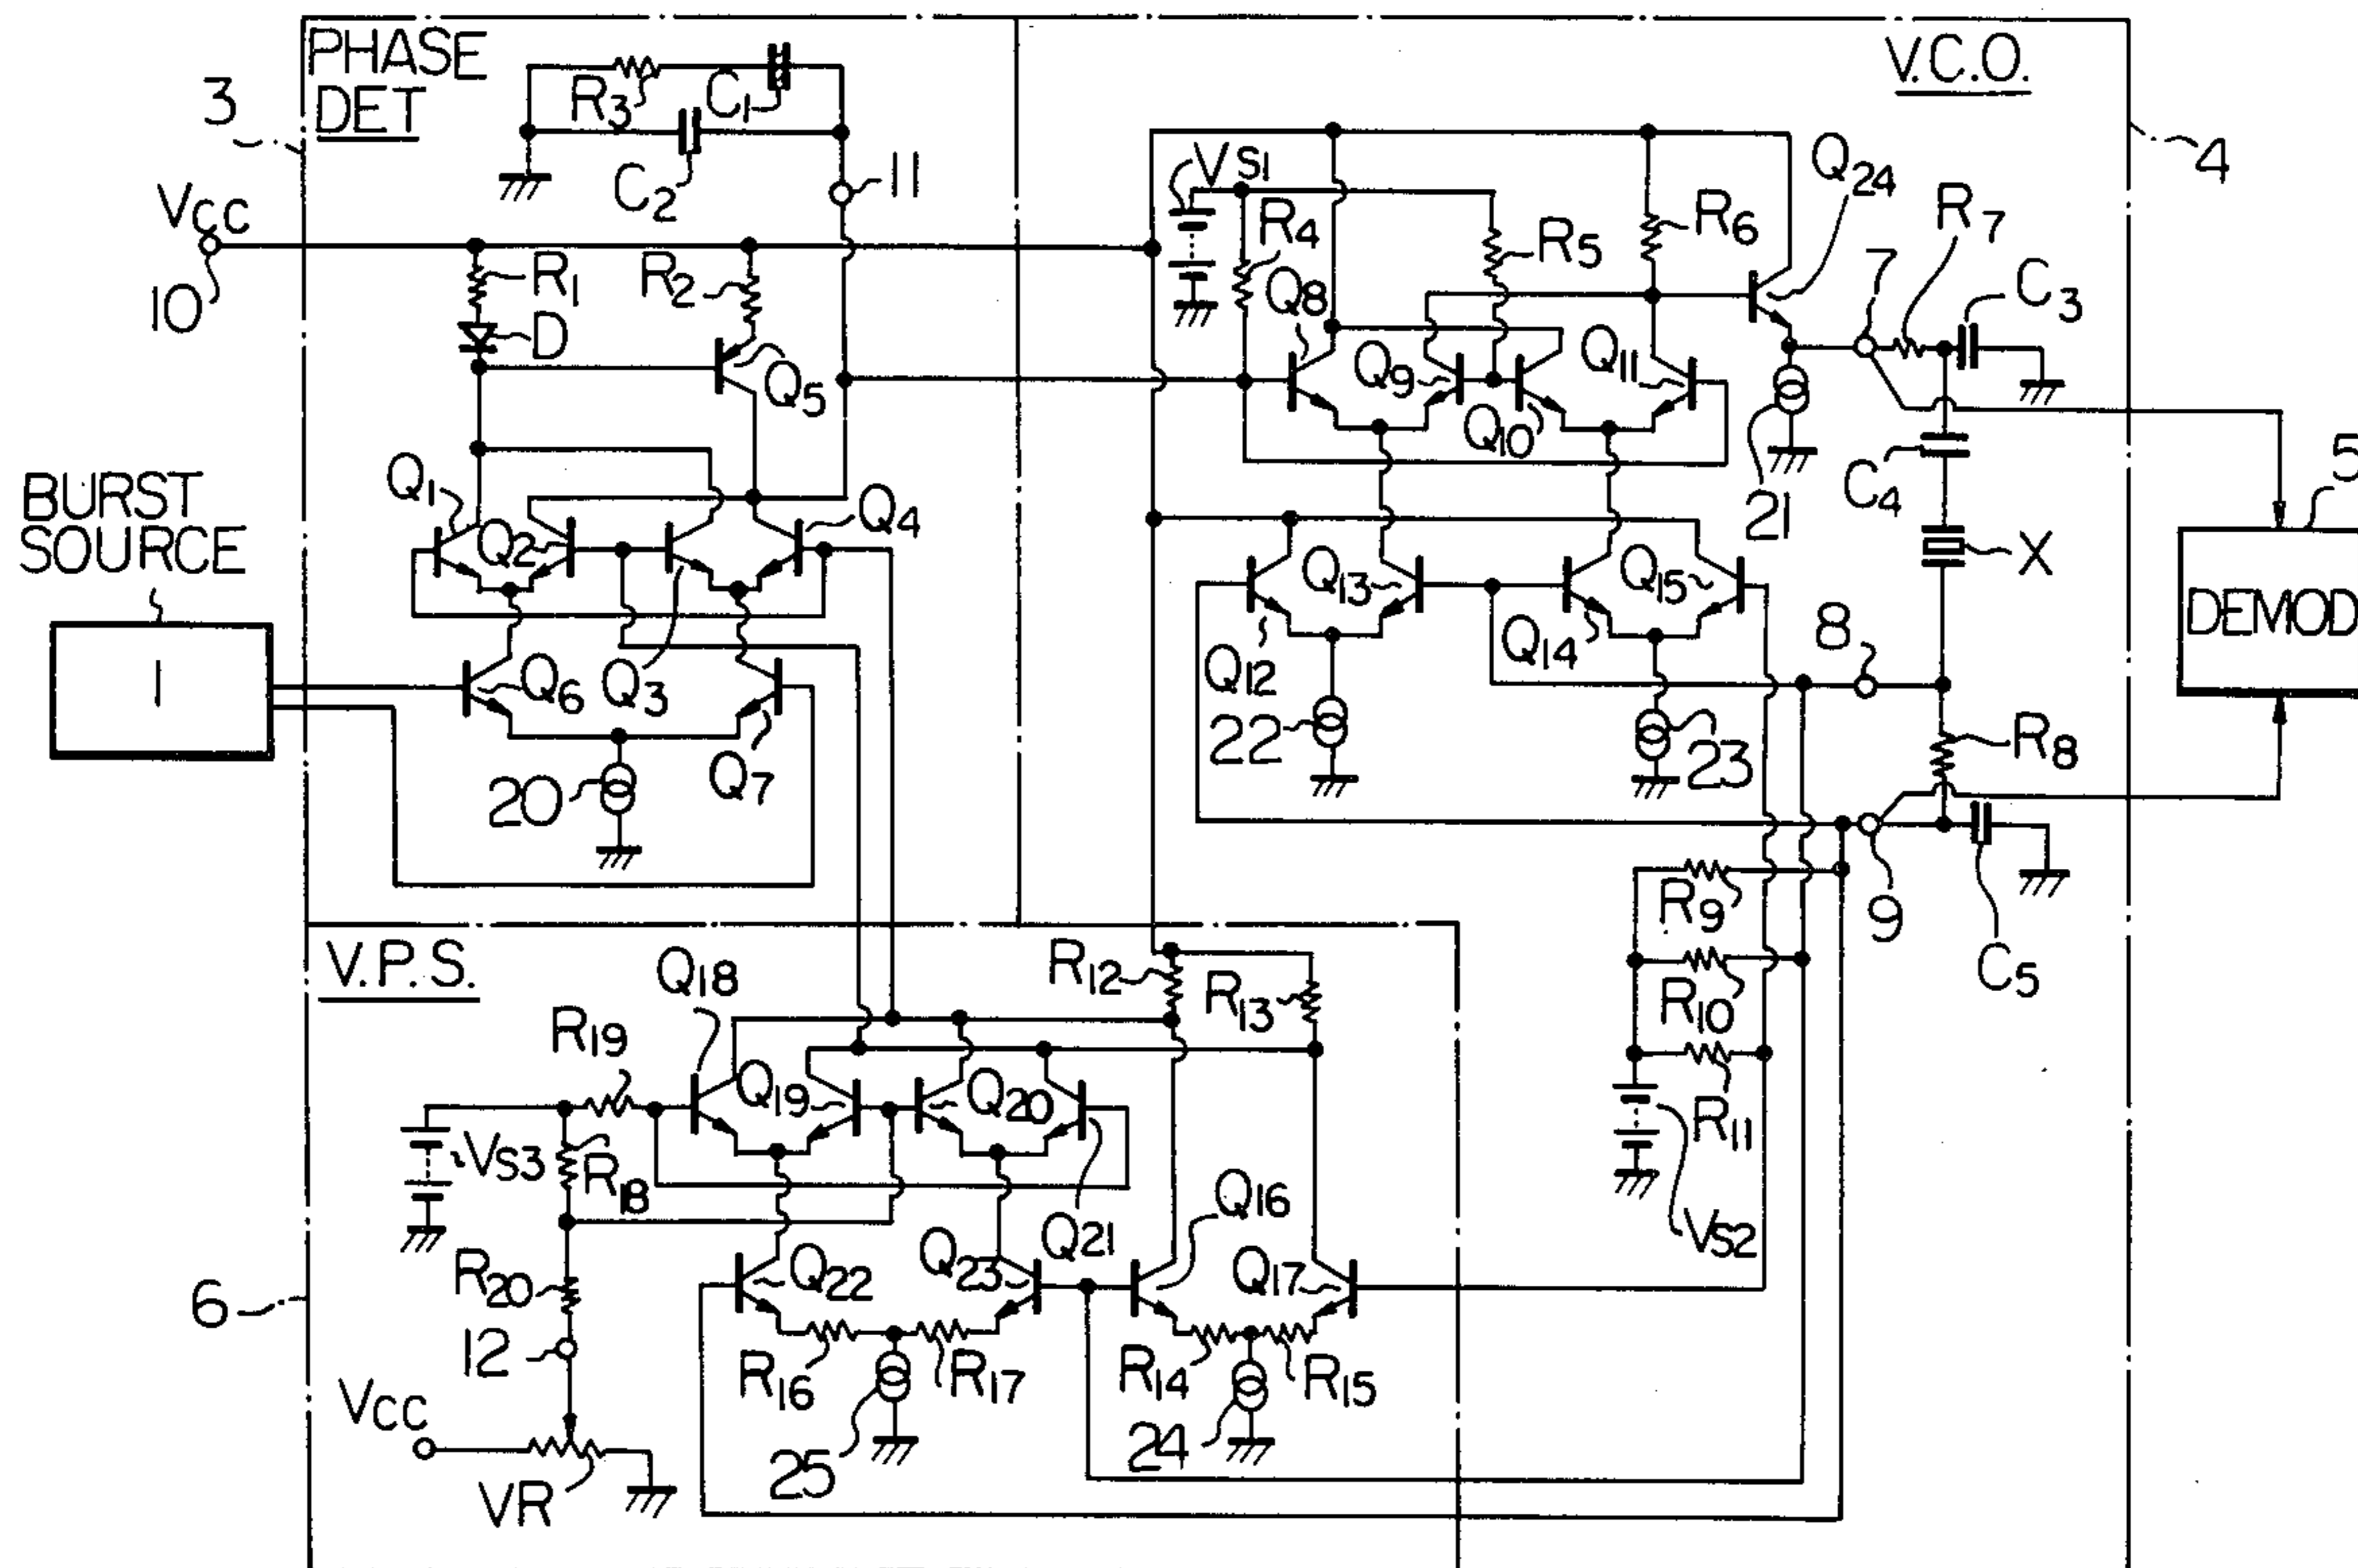 PHASE
DET
V.C.O.
3
4
R3
C1
C2
11
VCC
10
R1
R2
D
Q5
VS1
R4
R5
R6
Q24
R7
7
C3
Q8
Q9
Q10
Q11
21
C4
X
5
DEMOD
BURST
SOURCE
1
Q1
Q2
Q4
Q6
Q3
Q7
20
Q12
Q13
Q14
Q15
22
23
8
R8
9
C5
R9
R10
R11
VS2
V.P.S.
R12
R13
Q18
R19
Q19
Q20
VS3
R18
Q21
Q16
R20
Q22
Q23
Q17
6
12
R16
R17
R14
R15
VCC
VR
25
24